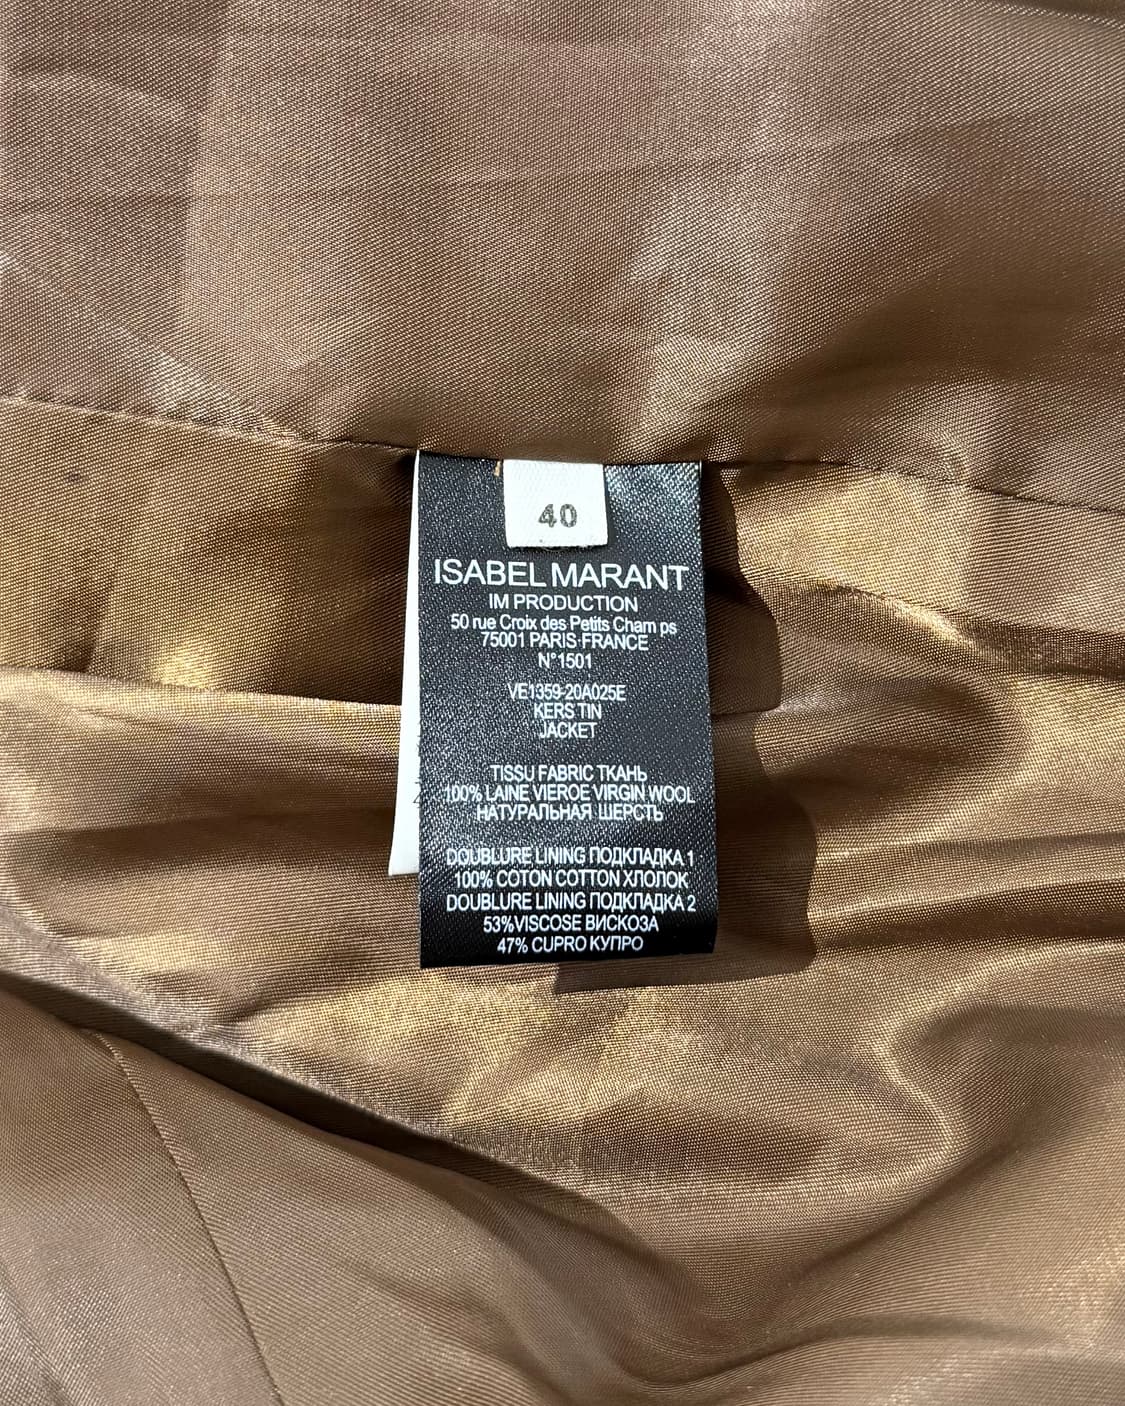 40
ISABEL MARANT
IM PRODUCTION
50 rue Croix des Petits Cham ps
75001 PARIS-FRANCE
N°1501
VE1359-20A025E
KERS TIN
JACKET
TISSU FABRIC ТКАНЬ
100% LAINE VIEROE VIRGIN WOOL
НАТУРАЛЬНАЯ ШЕРСТЬ
DOUBLURE LINING ПОДКЛАДКА 1
100% COTON COTTON ХЛОПОК
DOUBLURE LINING ПОДКЛАДКА 2
53%VISCOSE ВИСКОЗА
47% CUPRO КУПРО